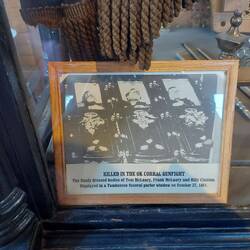 KILLED IN THE OK CORRAL GUNFIGHT
The finely dressed bodies of Tom McLaury, Frank McLaury and Billy Clanton
Displayed in a Tombstone funeral parlor window on October 27, 1881.